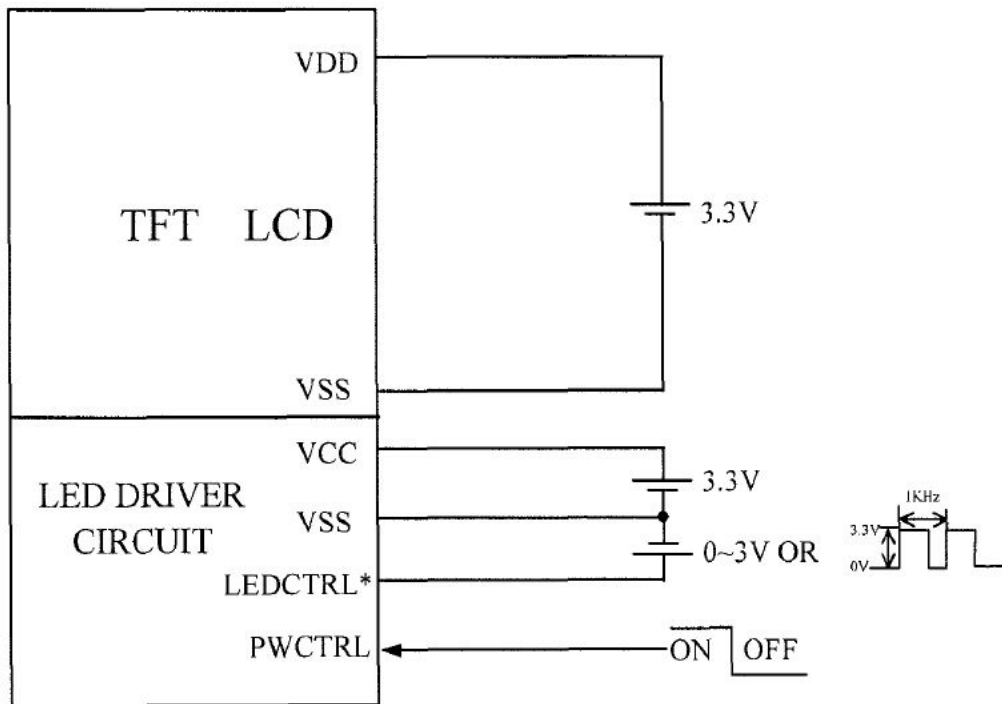 VDD
3.3V
TFT LCD
VSS
VCC
3.3V
LED DRIVER
CIRCUIT
VSS
0~3V OR
1KHz
3.3V
0V
LEDCTRL*
PWCTRL
ON OFF